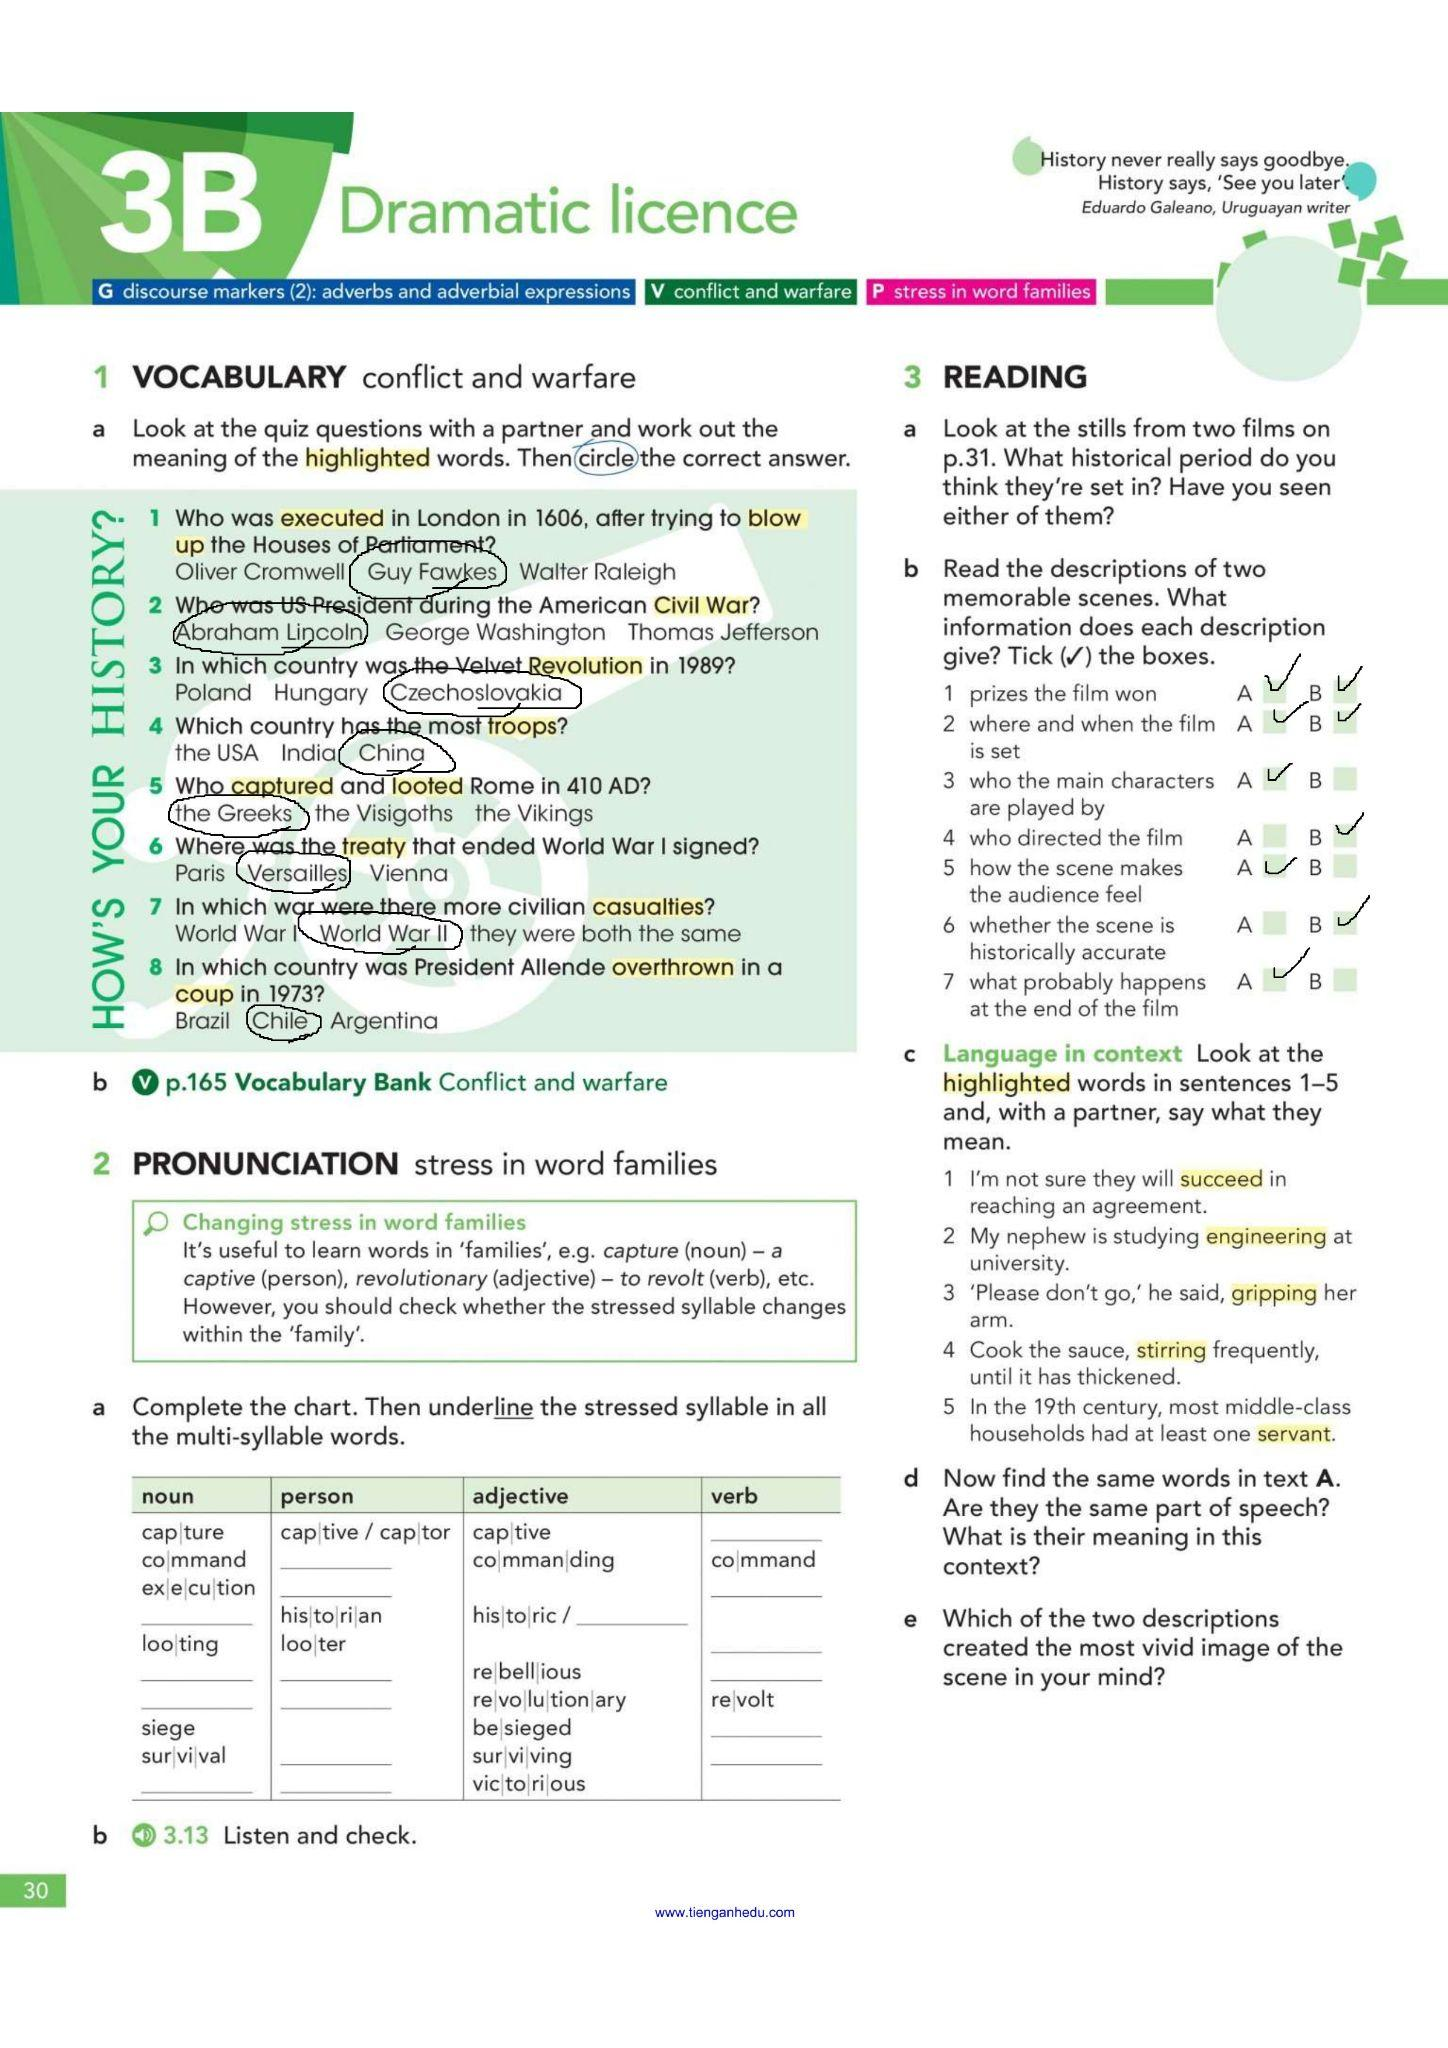 3B Dramatic licence
History never really says goodbye.
History says, 'See you later'.
Eduardo Galeano, Uruguayan writer
G discourse markers (2): adverbs and adverbial expressions V conflict and warfare P stress in word families
1 VOCABULARY conflict and warfare
a Look at the quiz questions with a partner and work out the
meaning of the highlighted words. Then circle the correct answer.
HOW'S YOUR HISTORY?
1 Who was executed in London in 1606, after trying to blow
up the Houses of Parliament?
Oliver Cromwell Guy Fawkes Walter Raleigh
2 Who was US President during the American Civil War?
Abraham Lincoln George Washington Thomas Jefferson
3 In which country was the Velvet Revolution in 1989?
Poland Hungary Czechoslovakia
4 Which country has the most troops?
the USA India China
5 Who captured and looted Rome in 410 AD?
the Greeks the Visigoths the Vikings
6 Where was the treaty that ended World War I signed?
Paris Versailles Vienna
7 In which war were there more civilian casualties?
World War I World War II they were both the same
8 In which country was President Allende overthrown in a
coup in 1973?
Brazil Chile Argentina
b V p.165 Vocabulary Bank Conflict and warfare
2 PRONUNCIATION stress in word families
Changing stress in word families
It's useful to learn words in 'families', e.g. capture (noun) – a
captive (person), revolutionary (adjective) – to revolt (verb), etc.
However, you should check whether the stressed syllable changes
within the 'family'.
a Complete the chart. Then underline the stressed syllable in all
the multi-syllable words.
noun person adjective verb
cap|ture cap|tive / cap|tor cap|tive
co|mmand co|mman|ding co|mmand
ex|e|cu|tion
his|to|ri|an his|to|ric /
loo|ting loo|ter
re|bell|ious
re|vo|lu|tion|ary re|volt
siege be|sieged
sur|vi|val sur|vi|ving
vic|to|ri|ous
b 3.13 Listen and check.
3 READING
a Look at the stills from two films on
p.31. What historical period do you
think they're set in? Have you seen
either of them?
b Read the descriptions of two
memorable scenes. What
information does each description
give? Tick (✓) the boxes.
1 prizes the film won A B
2 where and when the film A B
is set
3 who the main characters A B
are played by
4 who directed the film A B
5 how the scene makes A B
the audience feel
6 whether the scene is A B
historically accurate
7 what probably happens A B
at the end of the film
c Language in context Look at the
highlighted words in sentences 1–5
and, with a partner, say what they
mean.
1 I'm not sure they will succeed in
reaching an agreement.
2 My nephew is studying engineering at
university.
3 'Please don't go,' he said, gripping her
arm.
4 Cook the sauce, stirring frequently,
until it has thickened.
5 In the 19th century, most middle-class
households had at least one servant.
d Now find the same words in text A.
Are they the same part of speech?
What is their meaning in this
context?
e Which of the two descriptions
created the most vivid image of the
scene in your mind?
30
www.tienganhedu.com